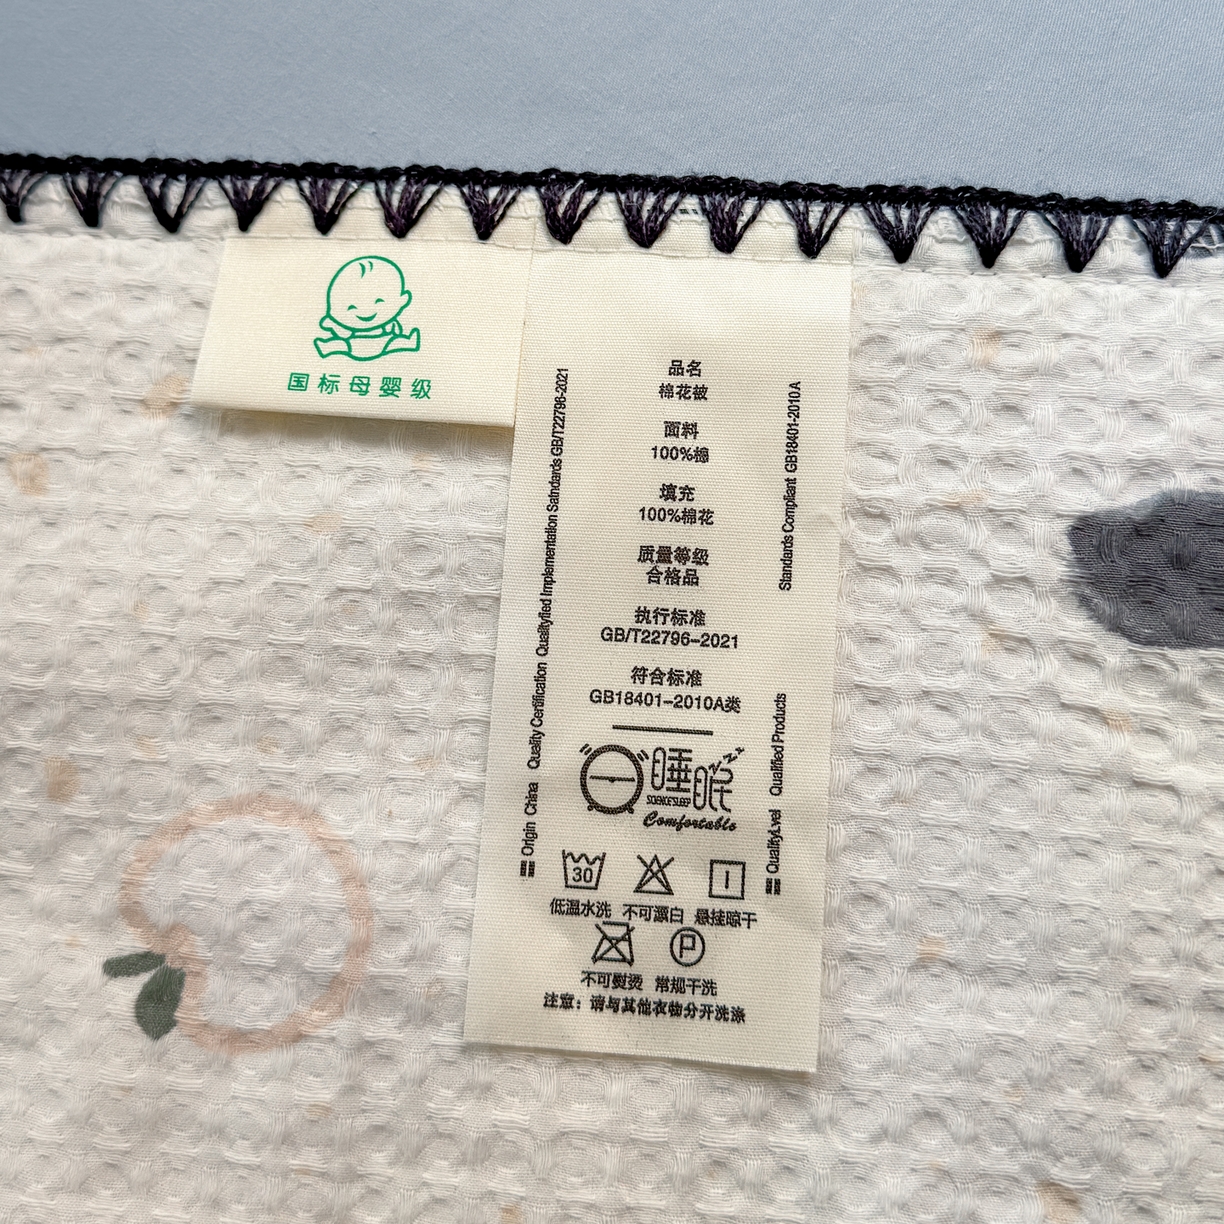 国标母婴级
品名
棉花被
面料
100%棉
填充
100%棉花
质量等级
合格品
执行标准
GB/T22796-2021
符合标准
GB18401-2010A类
睡眠
SCIENCE SLEEP
Comfortable
30
低温水洗 不可漂白 悬挂晾干
P
不可熨烫 常规干洗
注意：请与其他衣物分开洗涤
Origin China Quality Certification Qualityfied Implementation Satndards GB/T22796-2021
QualityLvel Qualified Products Standards Compliant GB18401-2010A